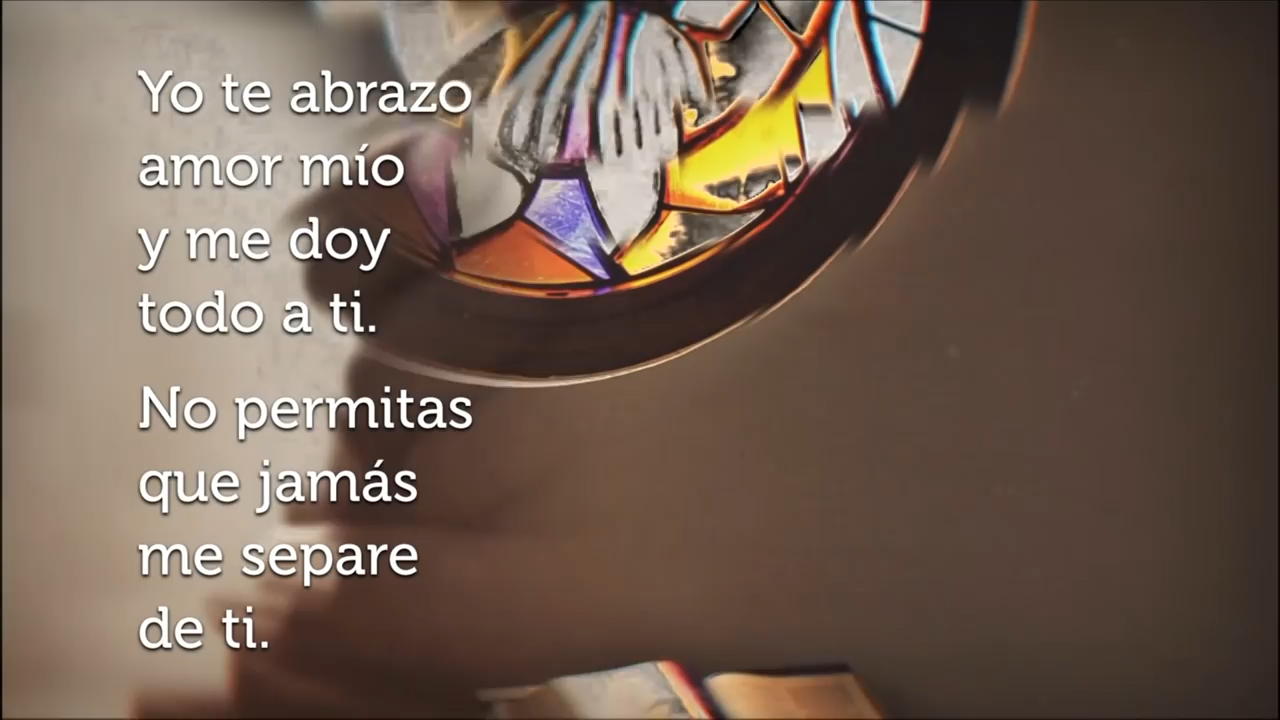 Yo te abrazo
amor mío
y me doy
todo a ti.
No permitas
que jamás
me separe
de ti.